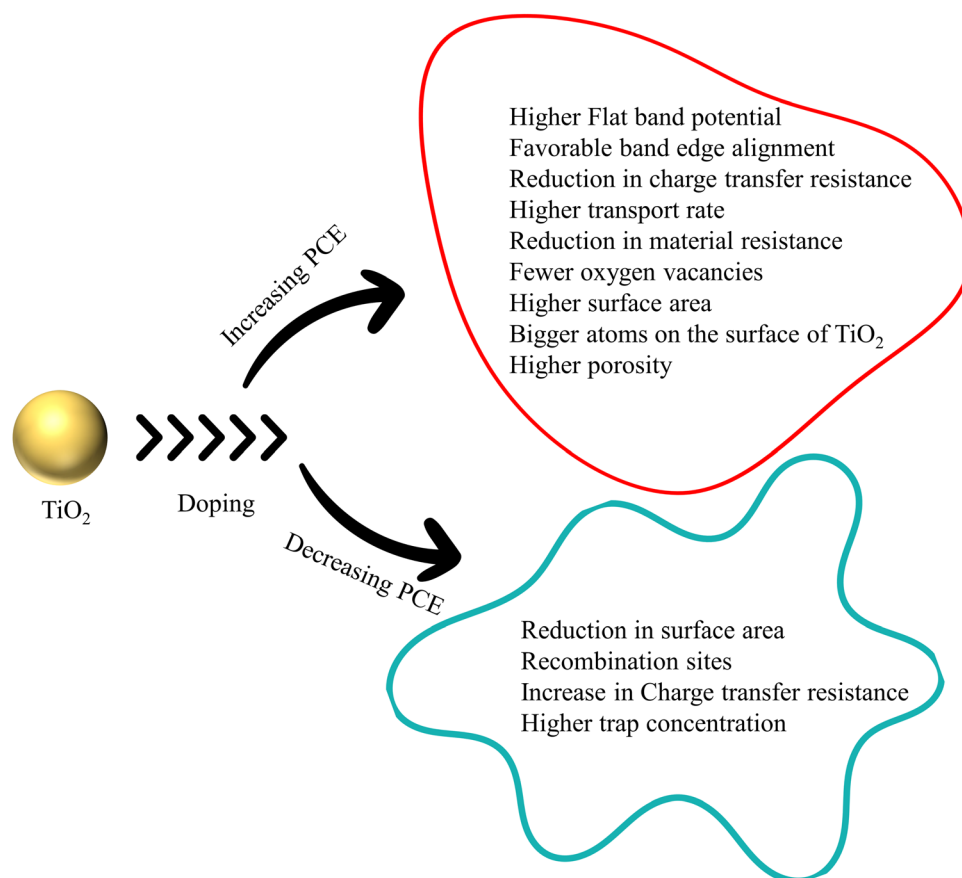 Higher Flat band potential
Favorable band edge alignment
Reduction in charge transfer resistance
Higher transport rate
Reduction in material resistance
Fewer oxygen vacancies
Higher surface area
Bigger atoms on the surface of TiO₂
Higher porosity
Increasing PCE
TiO₂
Doping
Decreasing PCE
Reduction in surface area
Recombination sites
Increase in Charge transfer resistance
Higher trap concentration